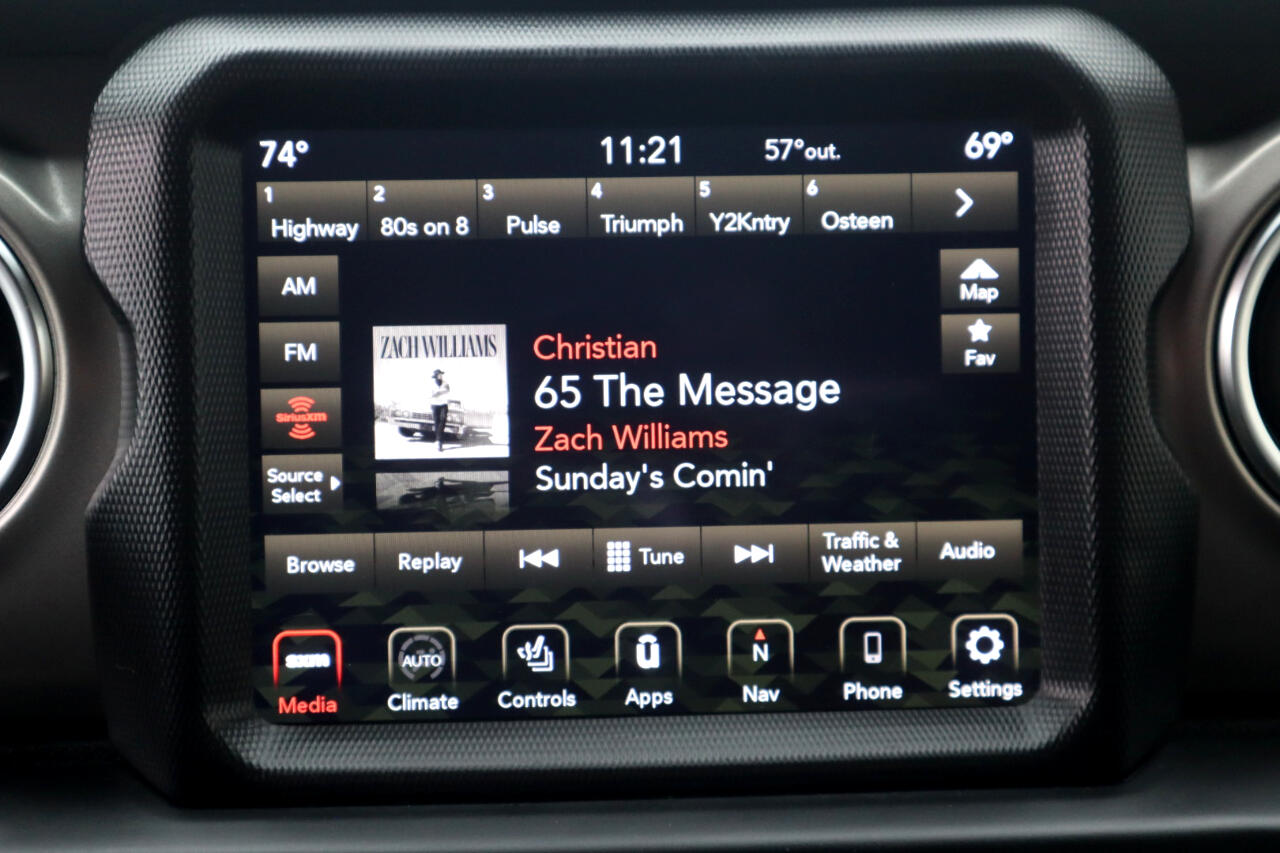 74° 11:21 57°out. 69°
1 2 3 4 5 6
Highway 80s on 8 Pulse Triumph Y2Kntry Osteen
AM
Map
FM
Fav
SiriusXm
Source
Select
ZACH WILLIAMS
Christian
65 The Message
Zach Williams
Sunday's Comin'
Browse Replay Tune Traffic &
Weather Audio
sxm AUTO N
Media Climate Controls Apps Nav Phone Settings